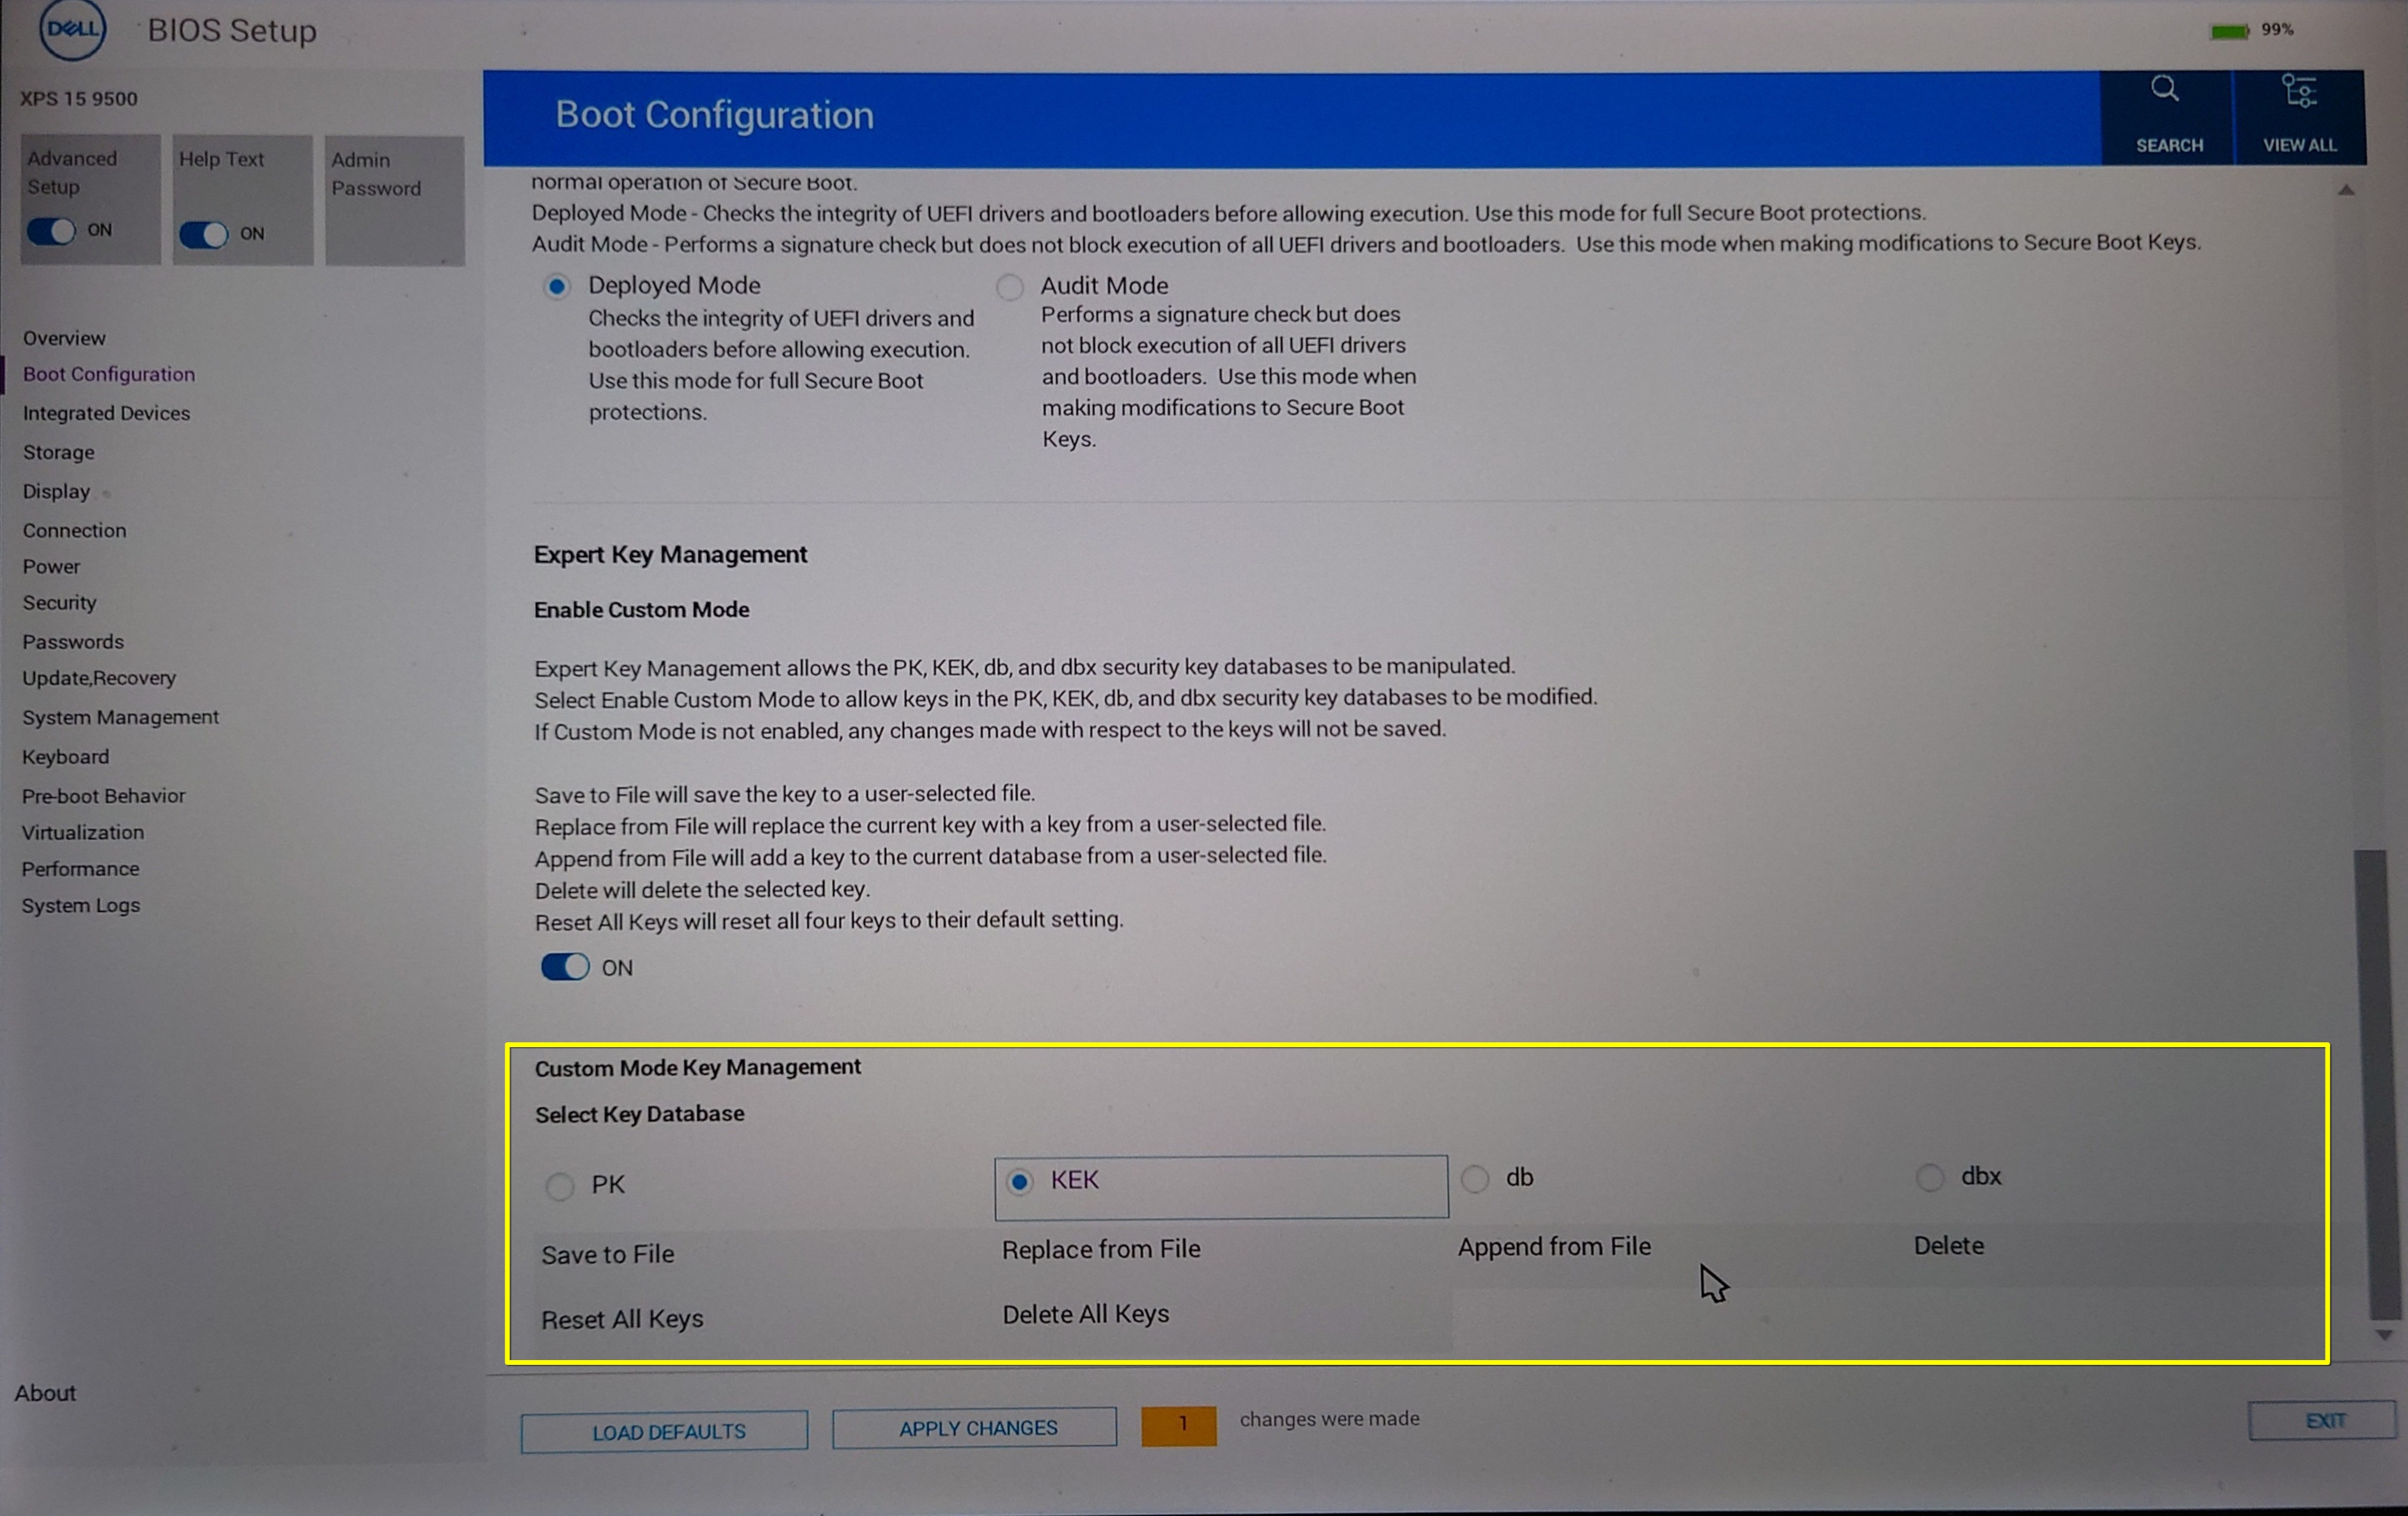 DELL
BIOS Setup
99%
XPS 15 9500
Advanced Setup
ON
Help Text
ON
Admin Password
Overview
Boot Configuration
Integrated Devices
Storage
Display
Connection
Power
Security
Passwords
Update,Recovery
System Management
Keyboard
Pre-boot Behavior
Virtualization
Performance
System Logs
About
Boot Configuration
SEARCH
VIEW ALL
normal operation of Secure Boot.
Deployed Mode - Checks the integrity of UEFI drivers and bootloaders before allowing execution. Use this mode for full Secure Boot protections.
Audit Mode - Performs a signature check but does not block execution of all UEFI drivers and bootloaders.  Use this mode when making modifications to Secure Boot Keys.
Deployed Mode
Checks the integrity of UEFI drivers and
bootloaders before allowing execution.
Use this mode for full Secure Boot
protections.
Audit Mode
Performs a signature check but does
not block execution of all UEFI drivers
and bootloaders.  Use this mode when
making modifications to Secure Boot
Keys.
Expert Key Management
Enable Custom Mode
Expert Key Management allows the PK, KEK, db, and dbx security key databases to be manipulated.
Select Enable Custom Mode to allow keys in the PK, KEK, db, and dbx security key databases to be modified.
If Custom Mode is not enabled, any changes made with respect to the keys will not be saved.
Save to File will save the key to a user-selected file.
Replace from File will replace the current key with a key from a user-selected file.
Append from File will add a key to the current database from a user-selected file.
Delete will delete the selected key.
Reset All Keys will reset all four keys to their default setting.
ON
Custom Mode Key Management
Select Key Database
PK KEK db dbx
Save to File Replace from File Append from File Delete
Reset All Keys Delete All Keys
LOAD DEFAULTS APPLY CHANGES 1 changes were made EXIT